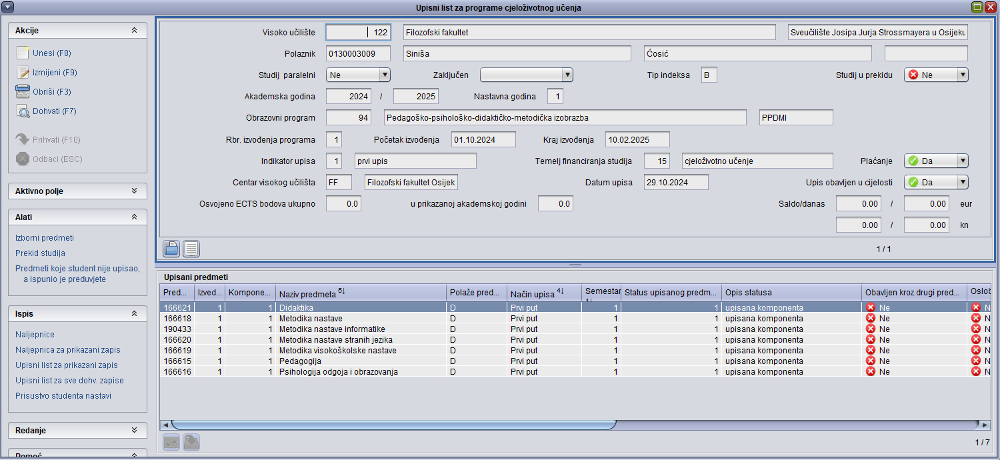 Upisni list za programe cjeloživotnog učenja
Akcije
Unesi (F8)
Izmijeni (F9)
Obriši (F3)
Dohvati (F7)
Prihvati (F10)
Odbaci (ESC)
Aktivno polje
Alati
Izborni predmeti
Prekid studija
Predmeti koje student nije upisao,
a ispunio je preduvjete
Ispis
Naljepnice
Naljepnica za prikazani zapis
Upisni list za prikazani zapis
Upisni list za sve dohv. zapise
Prisustvo studenta nastavi
Redanje
Pomoć
Visoko učilište 122 Filozofski fakultet Sveučilište Josipa Jurja Strossmayera u Osijeku
Polaznik 0130003009 Siniša Ćosić
Studij paralelni Ne Zaključen Tip indeksa B Studij u prekidu Ne
Akademska godina 2024 / 2025 Nastavna godina 1
Obrazovni program 94 Pedagoško-psihološko-didaktičko-metodička izobrazba PPDMI
Rbr. izvođenja programa 1 Početak izvođenja 01.10.2024 Kraj izvođenja 10.02.2025
Indikator upisa 1 prvi upis Temelj financiranja studija 15 cjeloživotno učenje Plaćanje Da
Centar visokog učilišta FF Filozofski fakultet Osijek Datum upisa 29.10.2024 Upis obavljen u cijelosti Da
Osvojeno ECTS bodova ukupno 0.0 u prikazanoj akademskoj godini 0.0 Saldo/danas 0.00 / 0.00 eur
0.00 / 0.00 kn
1 / 1
Upisani predmeti
Pred... Izved... Kompone... Naziv predmeta 5↓ Polaže pred... Način upisa 4↓ Semestar 1↓ Status upisanog predm... Opis statusa Obavljen kroz drugi pred... Oslob
166621 1 1 Didaktika D Prvi put 1 1 upisana komponenta Ne N
166618 1 1 Metodika nastave D Prvi put 1 1 upisana komponenta Ne N
190433 1 1 Metodika nastave informatike D Prvi put 1 1 upisana komponenta Ne N
166620 1 1 Metodika nastave stranih jezika D Prvi put 1 1 upisana komponenta Ne N
166619 1 1 Metodika visokoškolske nastave D Prvi put 1 1 upisana komponenta Ne N
166615 1 1 Pedagogija D Prvi put 1 1 upisana komponenta Ne N
166616 1 1 Psihologija odgoja i obrazovanja D Prvi put 1 1 upisana komponenta Ne N
1 / 7